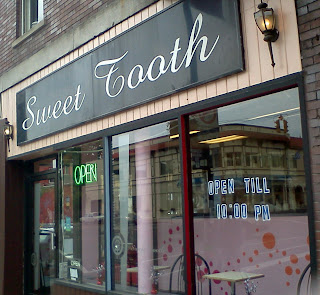 Sweet Tooth
OPEN
OPEN TILL
10:00 PM